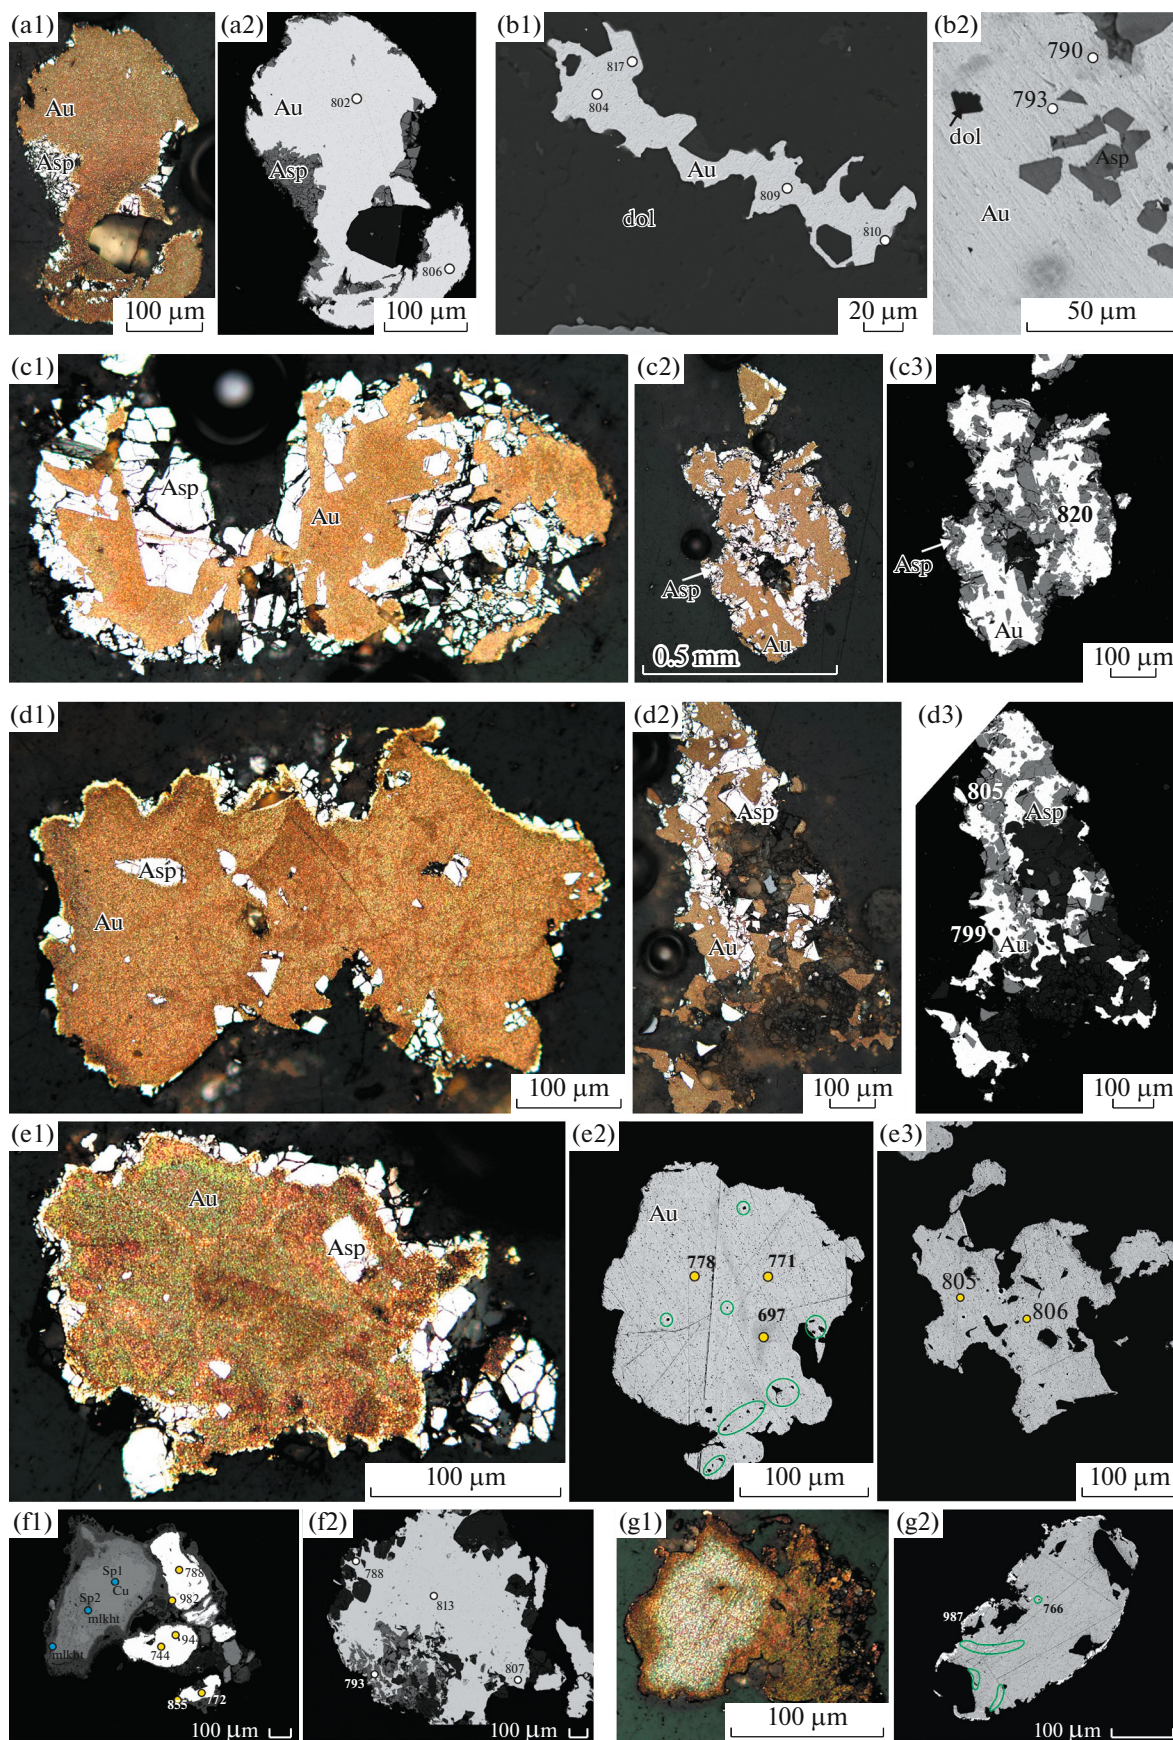 (a1)
Au
Asp
100 μm
(a2)
802
Au
Asp
806
100 μm
(b1)
817
804
Au
809
dol
810
20 μm
(b2)
790
793
dol
Asp
Au
50 μm
(c1)
Asp
Au
100 μm
(c2)
Asp
Au
0.5 mm
(c3)
820
Asp
Au
100 μm
(d1)
Asp
Au
100 μm
(d2)
Asp
Au
100 μm
(d3)
805
Asp
799
Au
100 μm
(e1)
Au
Asp
100 μm
(e2)
Au
778
771
697
100 μm
(e3)
805
806
100 μm
(f1)
Sp1
Cu
788
Sp2
mlkht
982
mlkht
944
744
855
772
100 μm
(f2)
788
813
793
807
100 μm
(g1)
100 μm
(g2)
987
766
100 μm